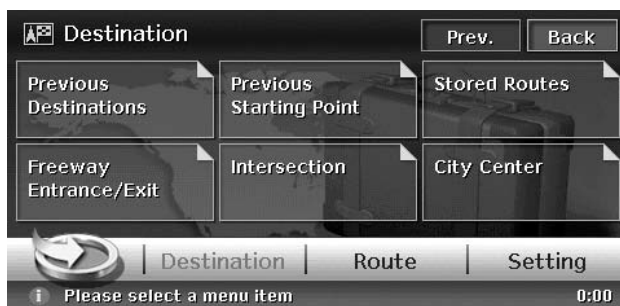 Destination
Prev.
Back
Previous
Destinations
Previous
Starting Point
Stored Routes
Freeway
Entrance/Exit
Intersection
City Center
Destination
Route
Setting
i Please select a menu item
0:00